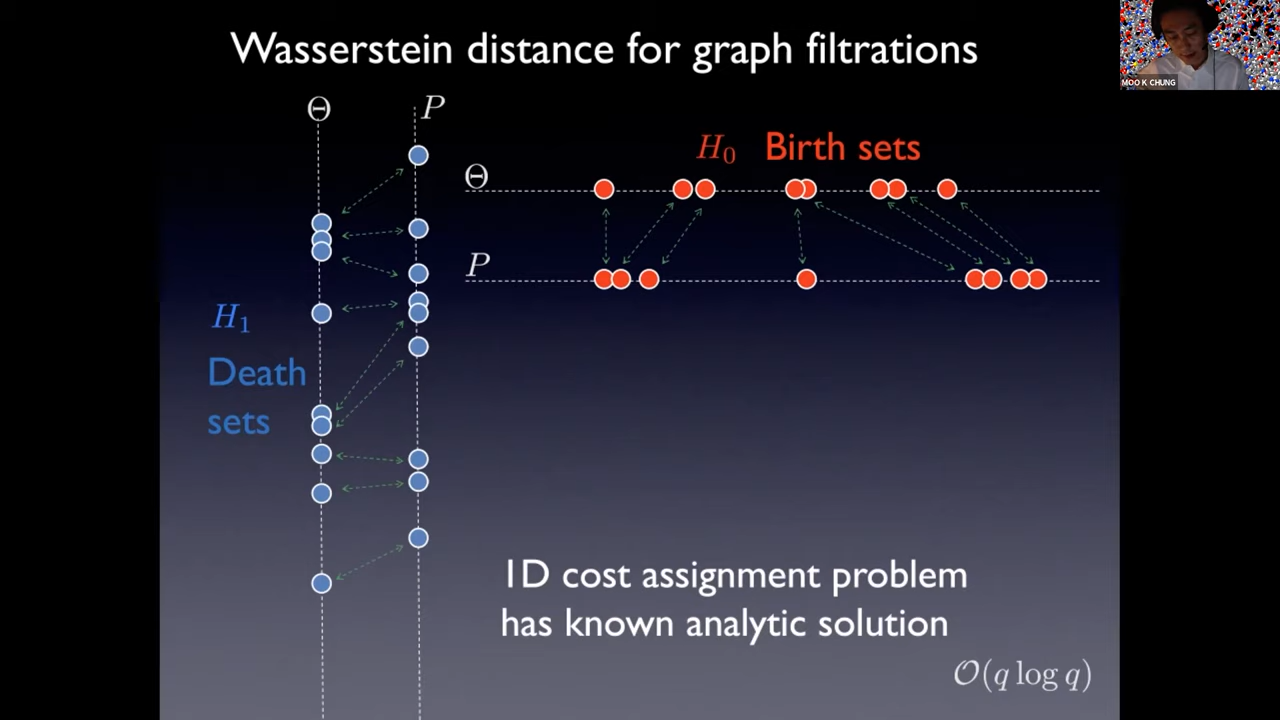 Wasserstein distance for graph filtrations
MOO K CHUNG
Θ
P
H₀ Birth sets
Θ
P
H₁
Death
sets
1D cost assignment problem
has known analytic solution
𝒪(q log q)